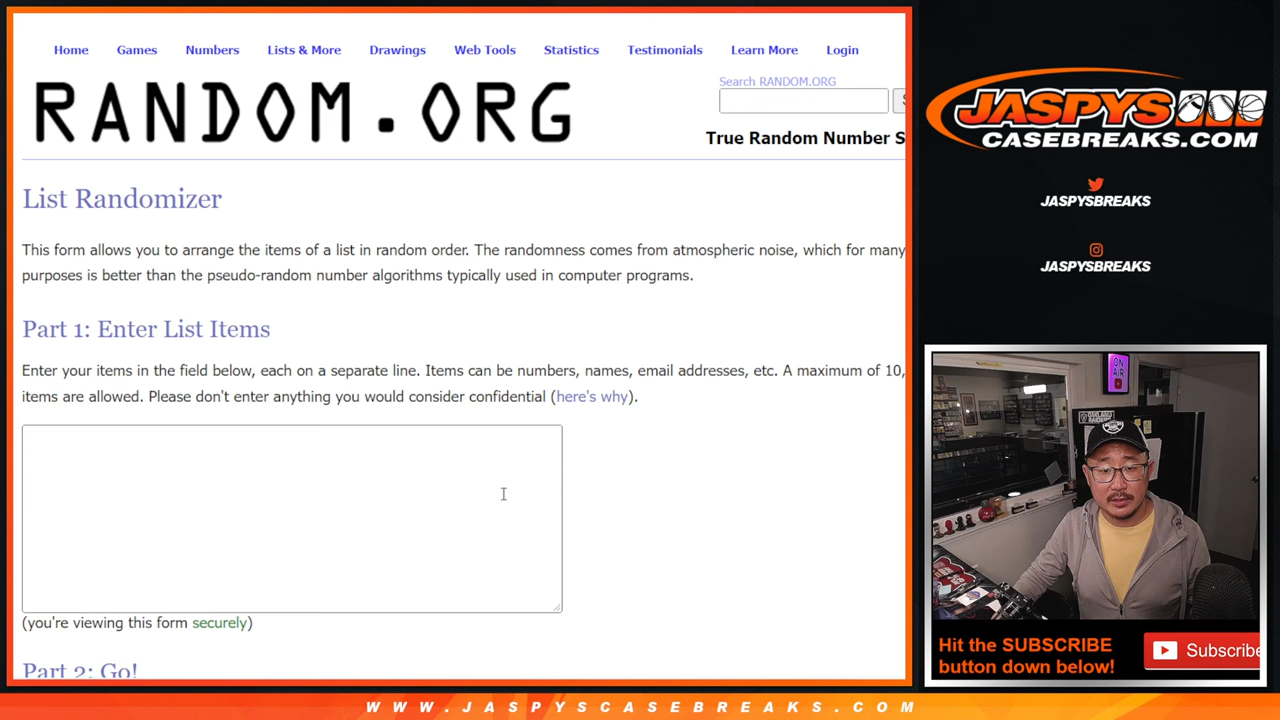 Home Games Numbers Lists & More Drawings Web Tools Statistics Testimonials Learn More Login
RANDOM.ORG
Search RANDOM.ORG
True Random Number S
List Randomizer
This form allows you to arrange the items of a list in random order. The randomness comes from atmospheric noise, which for many
purposes is better than the pseudo-random number algorithms typically used in computer programs.
Part 1: Enter List Items
Enter your items in the field below, each on a separate line. Items can be numbers, names, email addresses, etc. A maximum of 10,
items are allowed. Please don't enter anything you would consider confidential (here's why).
(you're viewing this form securely)
Part 2: Go!
JASPYS
CASEBREAKS.COM
JASPYSBREAKS
JASPYSBREAKS
ON
AIR
Hit the SUBSCRIBE
button down below!
Subscribe
WWW.JASPYSCASEBREAKS.COM